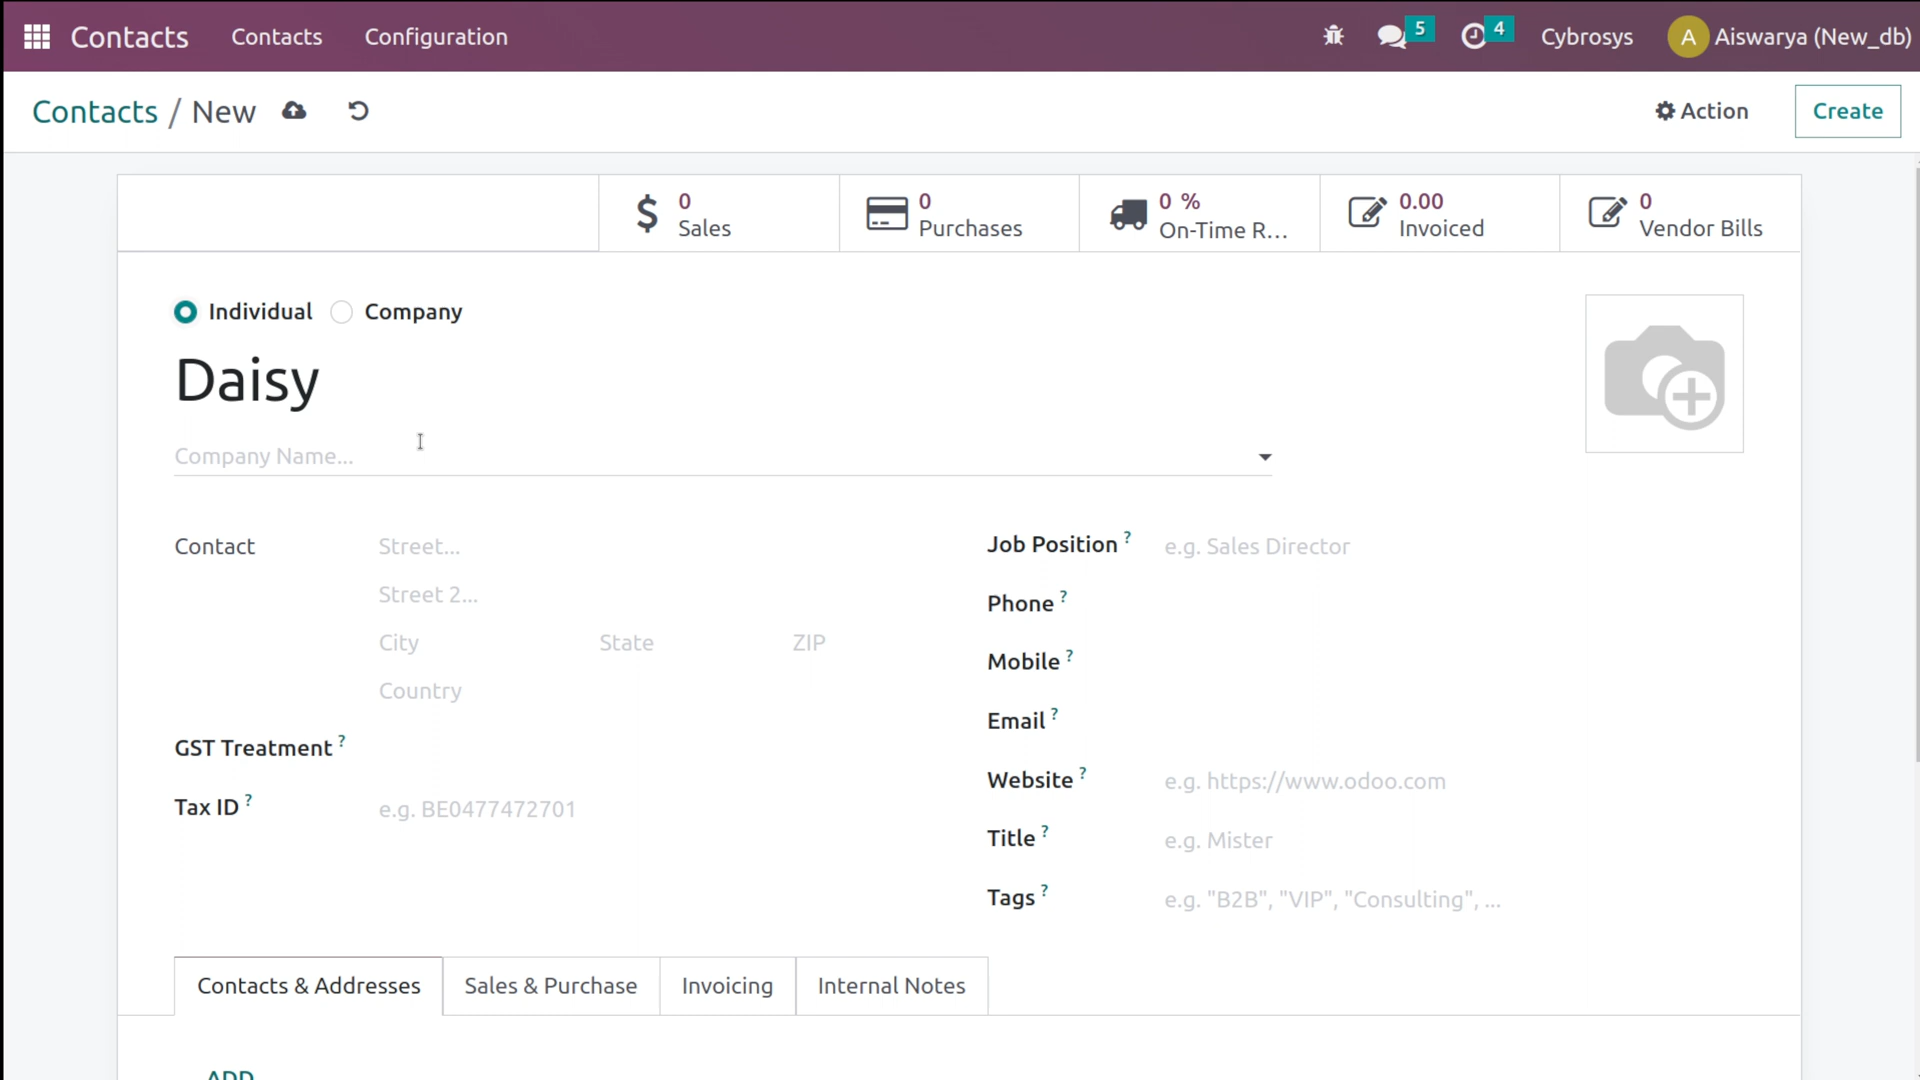 Contacts Contacts Configuration 5 4 Cybrosys A Aiswarya (New_db)
Contacts / New Action Create
0 Sales
0 Purchases
0 % On-Time R...
0.00 Invoiced
0 Vendor Bills
Individual Company
Daisy
Company Name...
Contact Street...
Street 2...
City State ZIP
Country
GST Treatment ?
Tax ID ? e.g. BE0477472701
Job Position ? e.g. Sales Director
Phone ?
Mobile ?
Email ?
Website ? e.g. https://www.odoo.com
Title ? e.g. Mister
Tags ? e.g. "B2B", "VIP", "Consulting", ...
Contacts & Addresses Sales & Purchase Invoicing Internal Notes
ADD